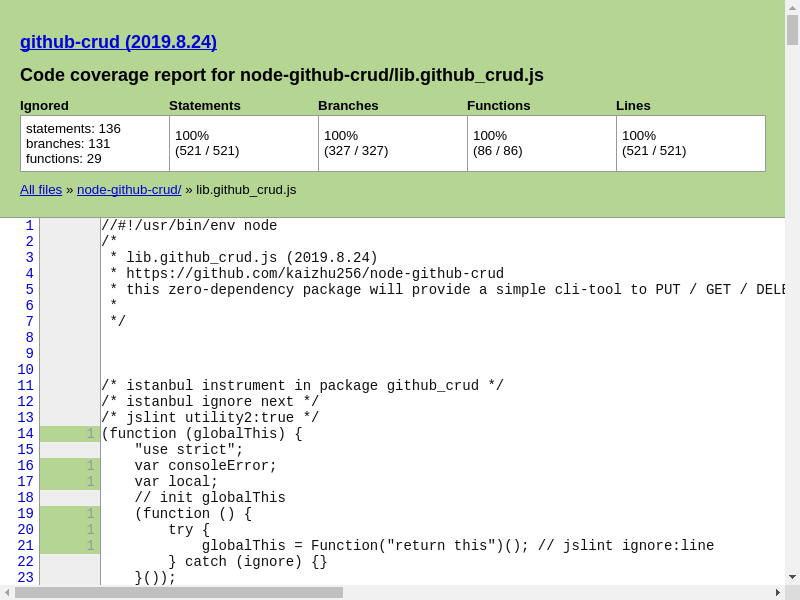 github-crud (2019.8.24)
Code coverage report for node-github-crud/lib.github_crud.js
Ignored Statements Branches Functions Lines
statements: 136
branches: 131
functions: 29
100% 100% 100% 100%
(521 / 521) (327 / 327) (86 / 86) (521 / 521)
All files » node-github-crud/ » lib.github_crud.js
1 //#!/usr/bin/env node
2 /*
3  * lib.github_crud.js (2019.8.24)
4  * https://github.com/kaizhu256/node-github-crud
5  * this zero-dependency package will provide a simple cli-tool to PUT / GET / DELE
6  *
7  */
8
9
10
11 /* istanbul instrument in package github_crud */
12 /* istanbul ignore next */
13 /* jslint utility2:true */
14 1 (function (globalThis) {
15     "use strict";
16 1     var consoleError;
17 1     var local;
18     // init globalThis
19 1     (function () {
20 1         try {
21 1             globalThis = Function("return this")(); // jslint ignore:line
22         } catch (ignore) {}
23     }());